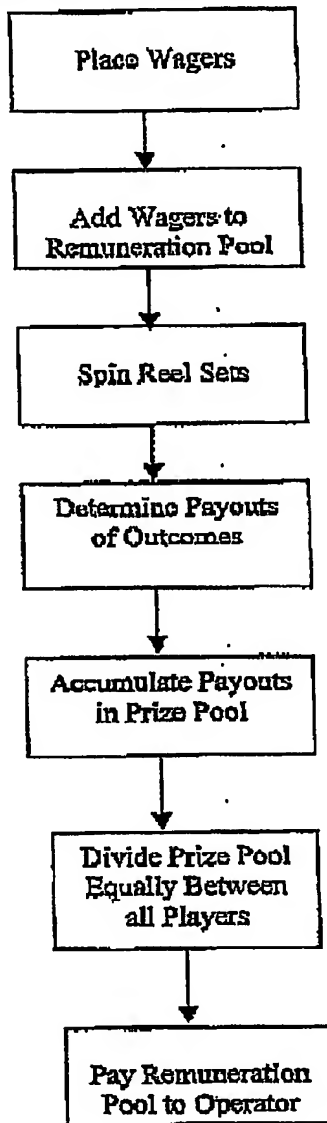 Place Wagers
Add Wagers to
Remuneration Pool
Spin Reel Sets
Determine Payouts
of Outcomes
Accumulate Payouts
in Prize Pool
Divide Prize Pool
Equally Between
all Players
Pay Remuneration
Pool to Operator